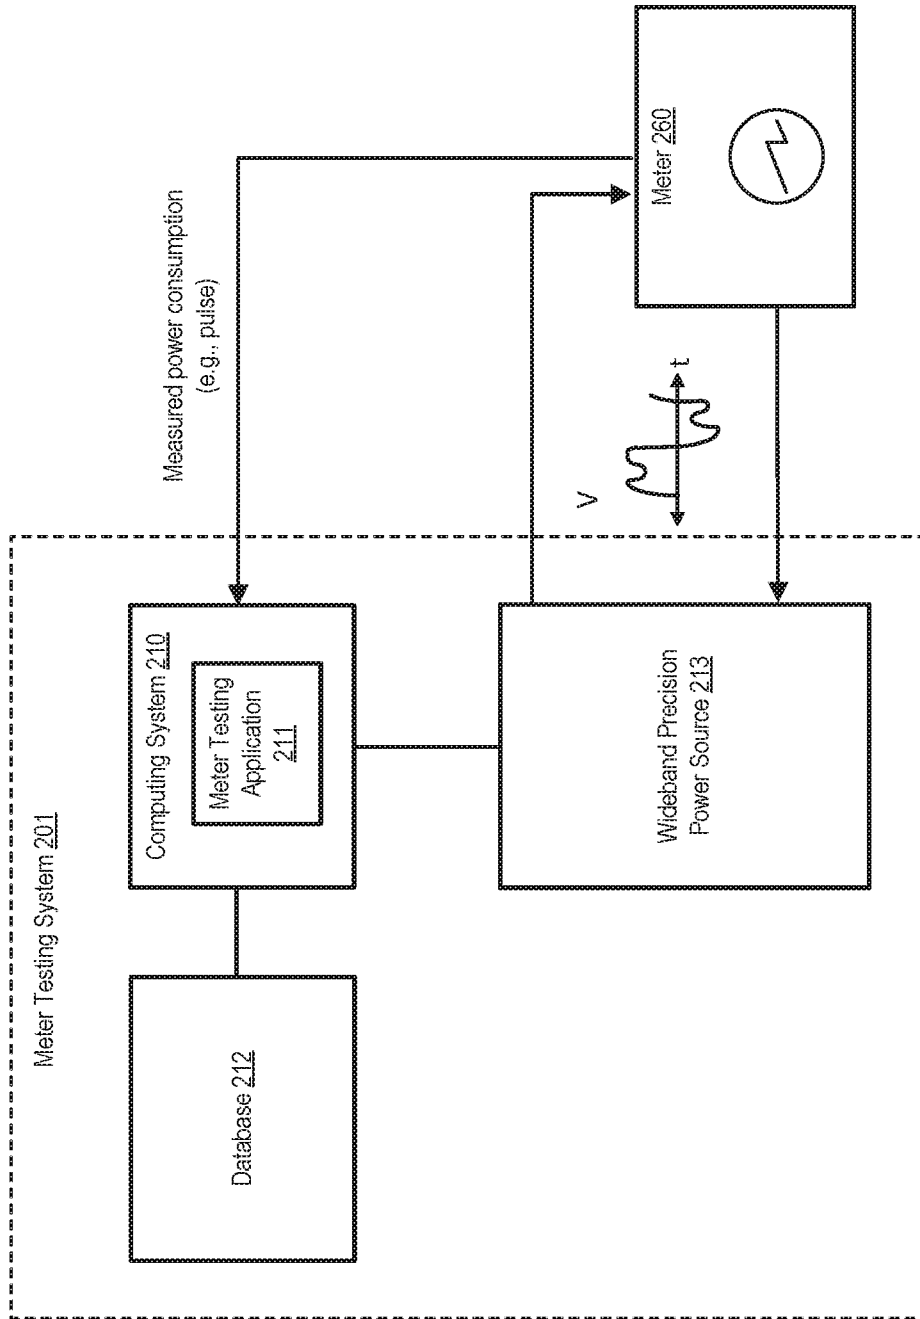 Meter Testing System 201
Database 212
Computing System 210
Meter Testing
Application
211
Wideband Precision
Power Source 213
Measured power consumption
(e.g., pulse)
V
t
Meter 260